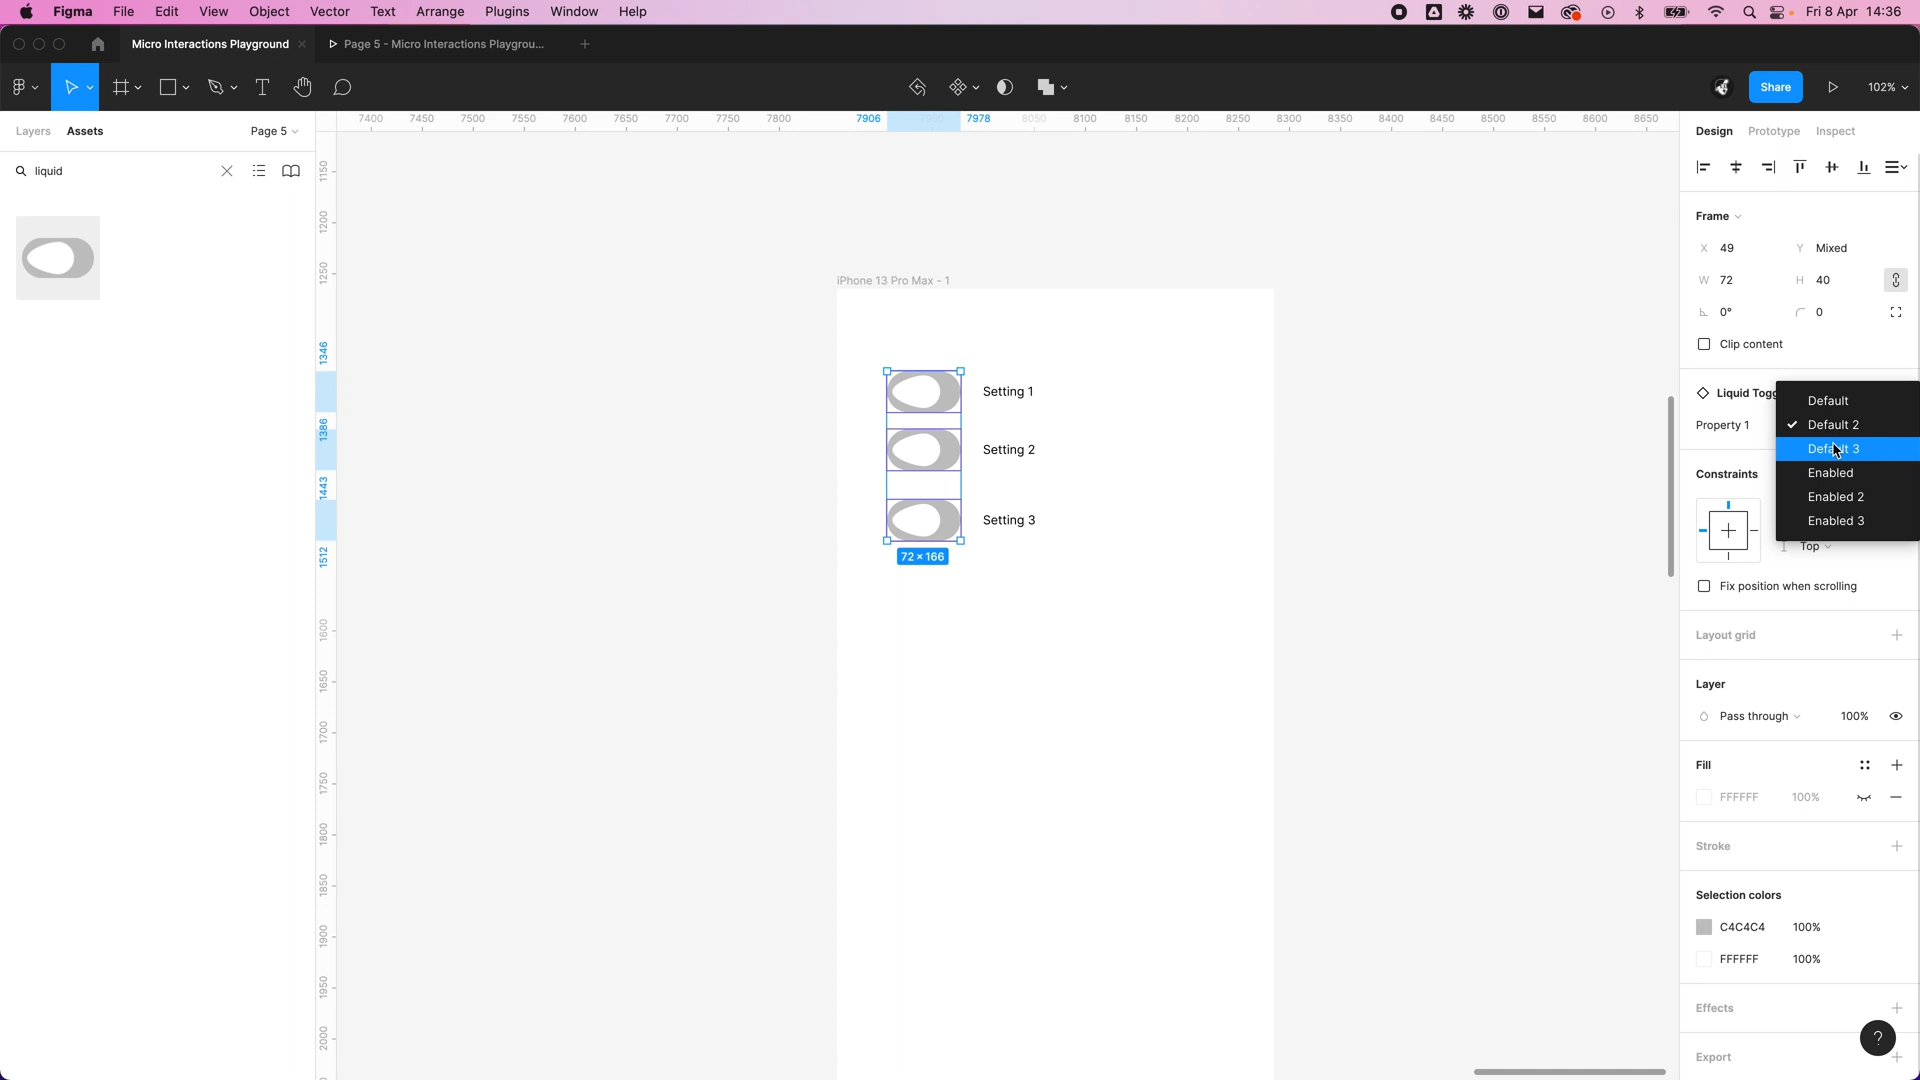 Figma File Edit View Object Vector Text Arrange Plugins Window Help Fri 8 Apr 14:36
Micro Interactions Playground Page 5 - Micro Interactions Playgrou...
Share 102%
Layers Assets Page 5
liquid
7400 7450 7500 7550 7600 7650 7700 7750 7800 7906 7978 8050 8100 8150 8200 8250 8300 8350 8400 8450 8500 8550 8600 8650
1150
1200
1250
1346
1386
1443
1512
1600
1650
1700
1750
1800
1850
1900
1950
2000
iPhone 13 Pro Max - 1
Setting 1
Setting 2
Setting 3
72 × 166
Design Prototype Inspect
Frame
X 49 Y Mixed
W 72 H 40
0° 0
Clip content
Liquid Togg
Property 1
Default
Default 2
Default 3
Enabled
Enabled 2
Enabled 3
Constraints
Top
Fix position when scrolling
Layout grid
Layer
Pass through 100%
Fill
FFFFFF 100%
Stroke
Selection colors
C4C4C4 100%
FFFFFF 100%
Effects
?
Export